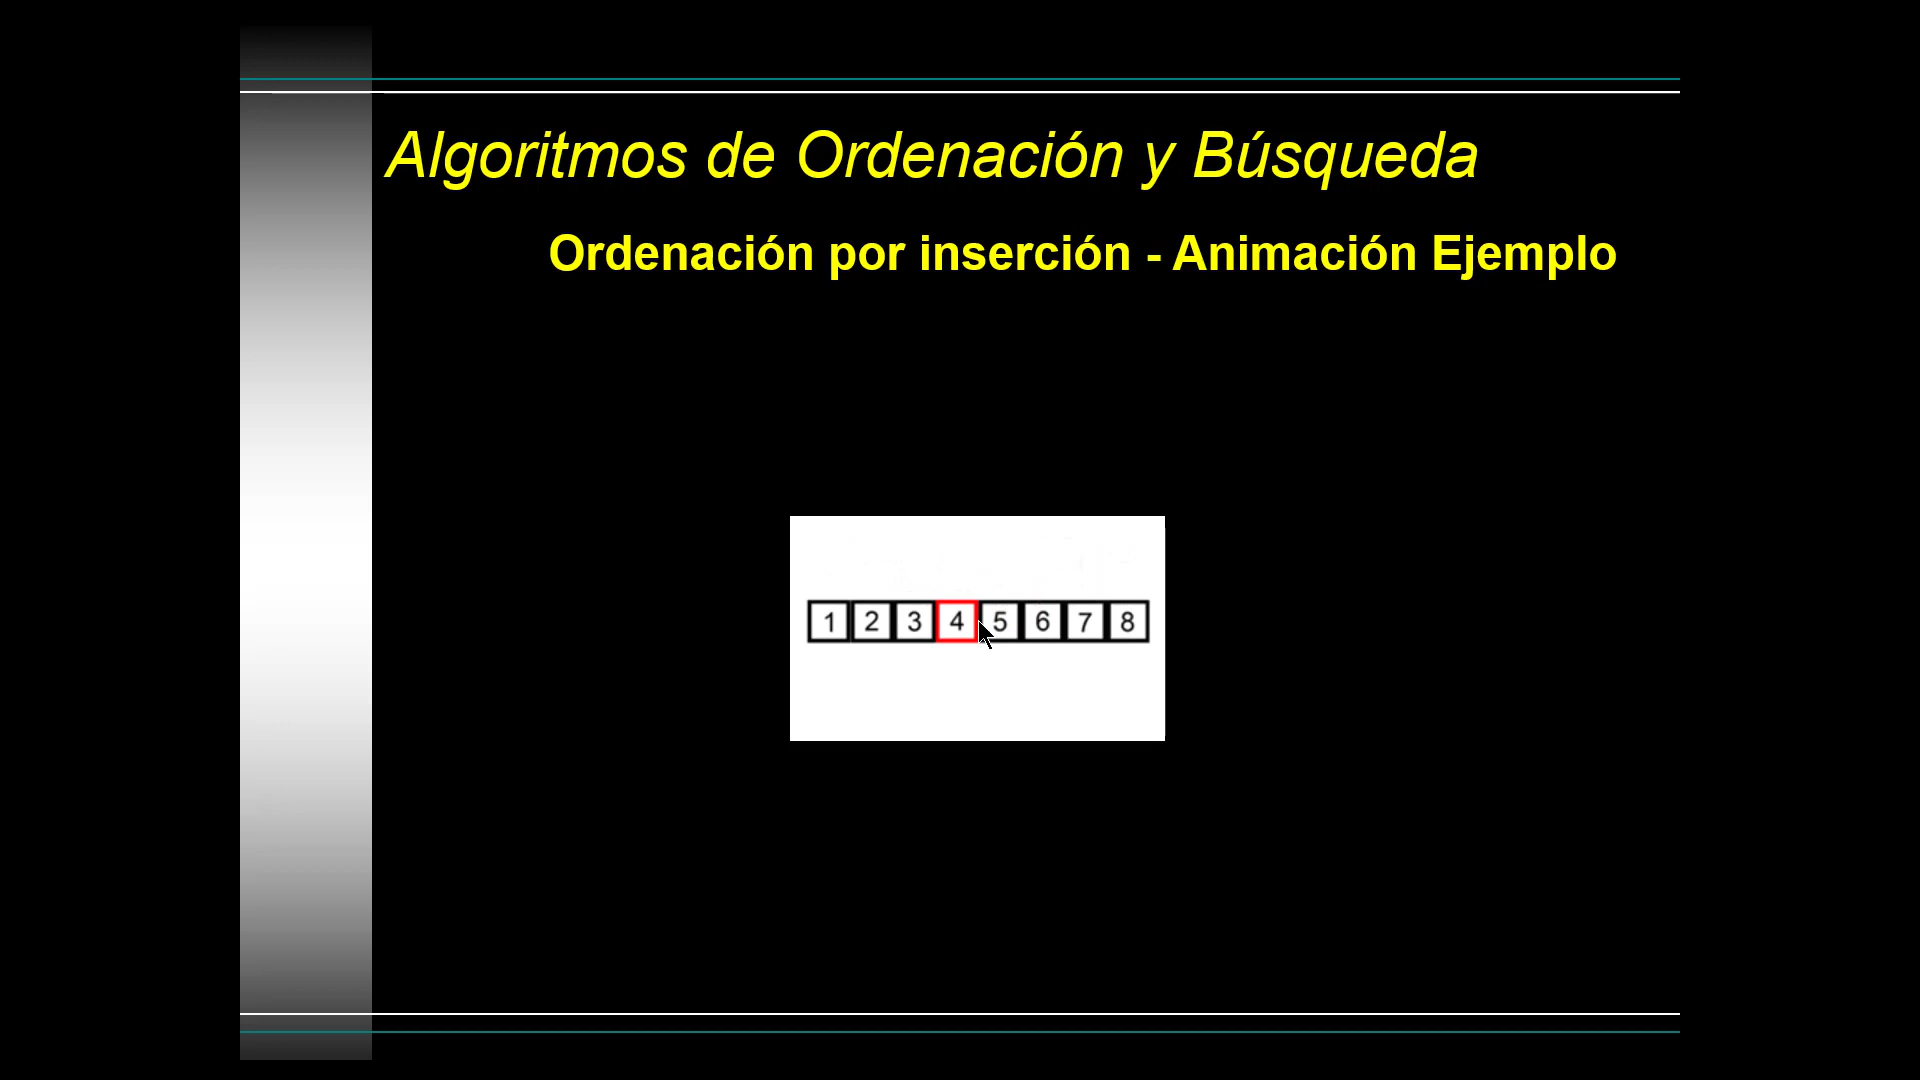 Algoritmos de Ordenación y Búsqueda
Ordenación por inserción - Animación Ejemplo
1 2 3 4 5 6 7 8